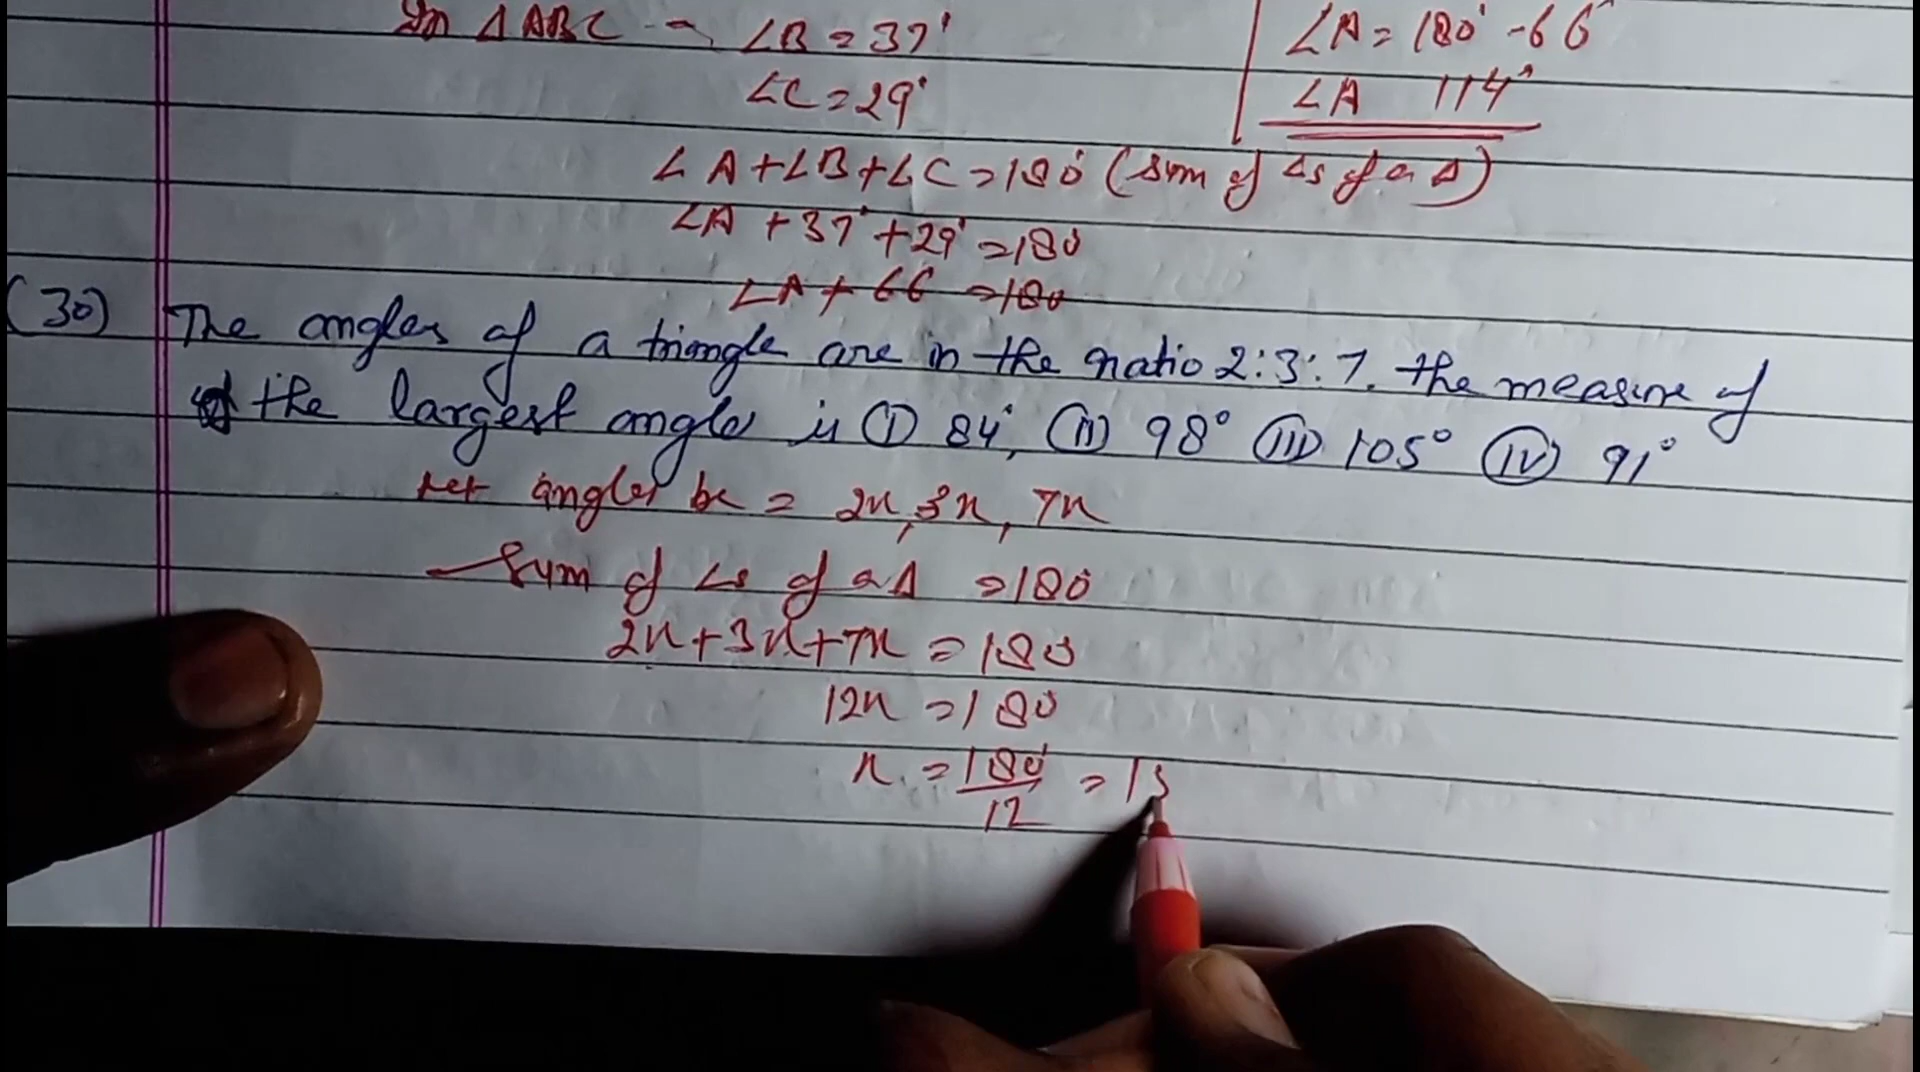 In ΔABC → ∠B = 37°
∠C = 29°
∠A = 180° - 66°
∠A 114°
∠A + ∠B + ∠C = 180° (Sum of ∠s of a Δ)
∠A + 37° + 29° = 180
∠A + 66 = 180
(30) The angles of a triangle are in the ratio 2:3:7. the measure of
the largest angle is (I) 84°, (II) 98° (III) 105° (IV) 91°
Let angles be = 2x, 3x, 7x
Sum of ∠s of a Δ = 180°
2x + 3x + 7x = 180
12x = 180
x = 180° / 12 = 15